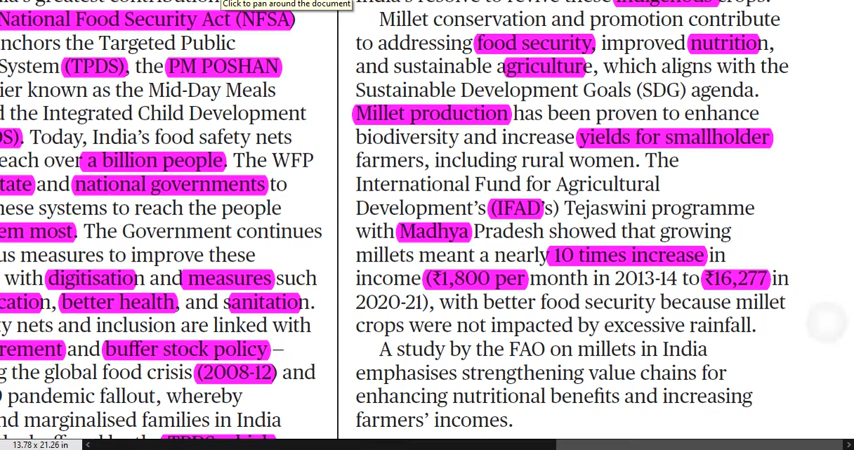 Click to pan around the document
National Food Security Act (NFSA)
nchors the Targeted Public
System (TPDS), the PM POSHAN
ier known as the Mid-Day Meals
d the Integrated Child Development
DS). Today, India's food safety nets
each over a billion people. The WFP
tate and national governments to
hese systems to reach the people
em most. The Government continues
us measures to improve these
with digitisation and measures such
cation, better health, and sanitation.
ty nets and inclusion are linked with
rement and buffer stock policy –
g the global food crisis (2008-12) and
pandemic fallout, whereby
nd marginalised families in India
India's resolve to revive these indigenous crops.
Millet conservation and promotion contribute
to addressing food security, improved nutrition,
and sustainable agriculture, which aligns with the
Sustainable Development Goals (SDG) agenda.
Millet production has been proven to enhance
biodiversity and increase yields for smallholder
farmers, including rural women. The
International Fund for Agricultural
Development's (IFAD's) Tejaswini programme
with Madhya Pradesh showed that growing
millets meant a nearly 10 times increase in
income (₹1,800 per month in 2013-14 to ₹16,277 in
2020-21), with better food security because millet
crops were not impacted by excessive rainfall.
A study by the FAO on millets in India
emphasises strengthening value chains for
enhancing nutritional benefits and increasing
farmers' incomes.
13.78 x 21.26 in